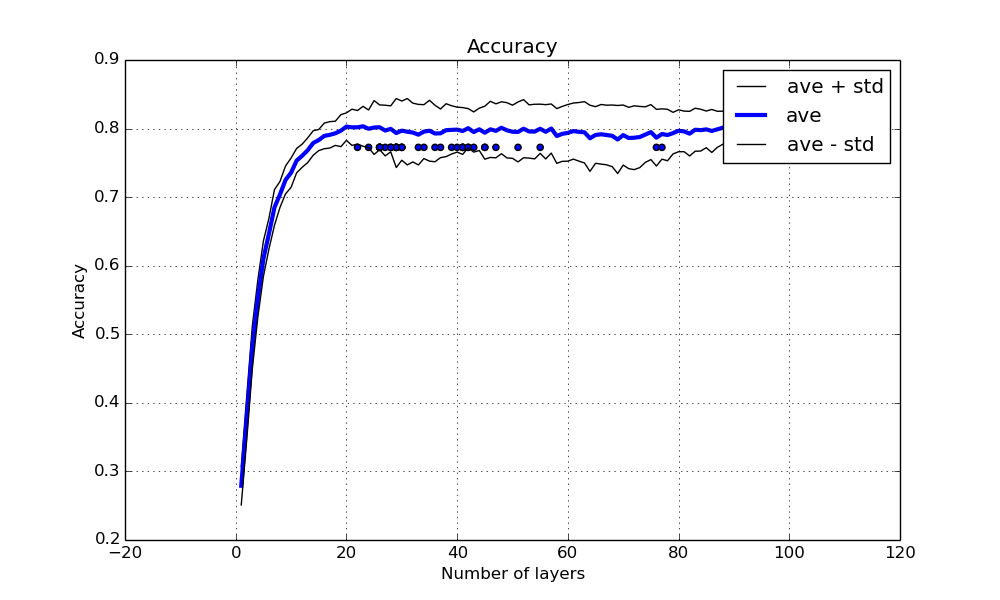 Accuracy
0.9
0.8
0.7
0.6
0.5
0.4
0.3
0.2
Accuracy
ave + std
ave
ave - std
−20 0 20 40 60 80 100 120
Number of layers